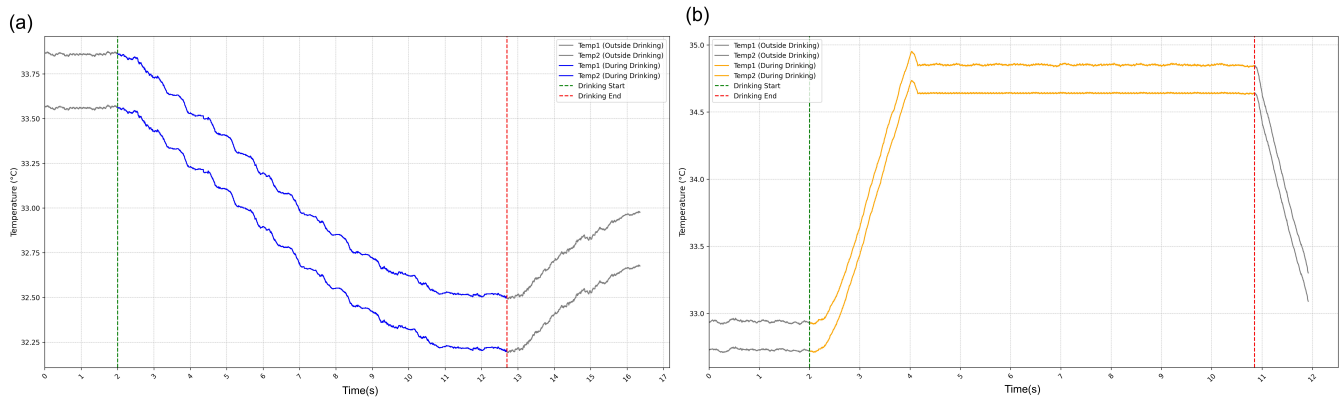 (a)
33.75
33.50
33.25
33.00
32.75
32.50
32.25
Temperature (°C)
0 1 2 3 4 5 6 7 8 9 10 11 12 13 14 15 16 17
Time(s)
Temp1 (Outside Drinking)
Temp2 (Outside Drinking)
Temp1 (During Drinking)
Temp2 (During Drinking)
Drinking Start
Drinking End
(b)
35.0
34.5
34.0
33.5
33.0
Temperature (°C)
0 1 2 3 4 5 6 7 8 9 10 11 12
Time(s)
Temp1 (Outside Drinking)
Temp2 (Outside Drinking)
Temp1 (During Drinking)
Temp2 (During Drinking)
Drinking Start
Drinking End